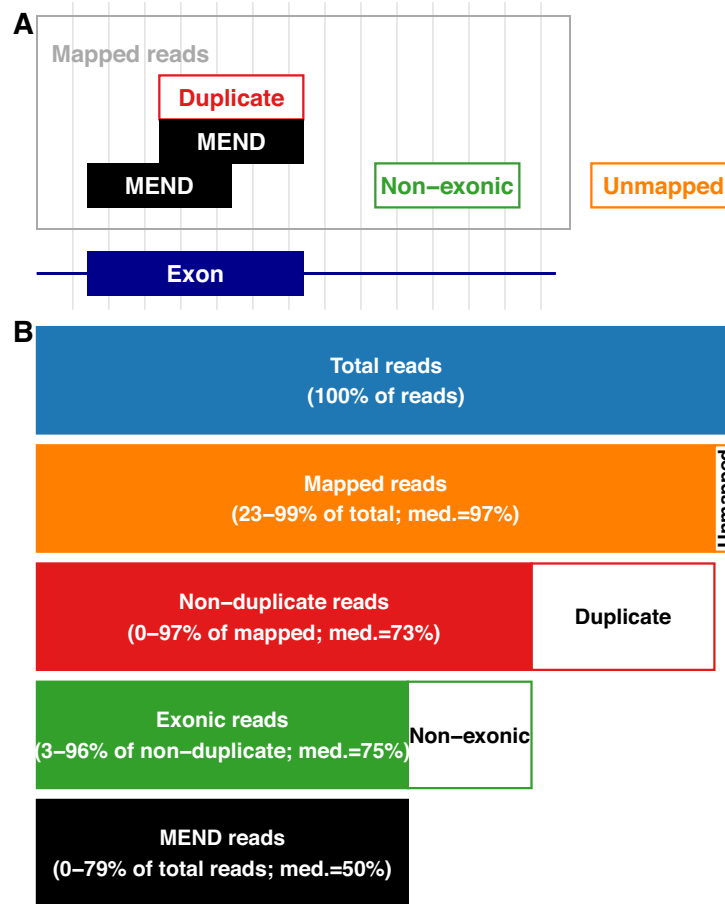 A
Mapped reads
Duplicate
MEND
MEND
Non−exonic
Unmapped
Exon
B
Total reads
(100% of reads)
Mapped reads
(23−99% of total; med.=97%)
Unmapped
Non−duplicate reads
(0−97% of mapped; med.=73%)
Duplicate
Exonic reads
(3−96% of non−duplicate; med.=75%)
Non−exonic
MEND reads
(0−79% of total reads; med.=50%)